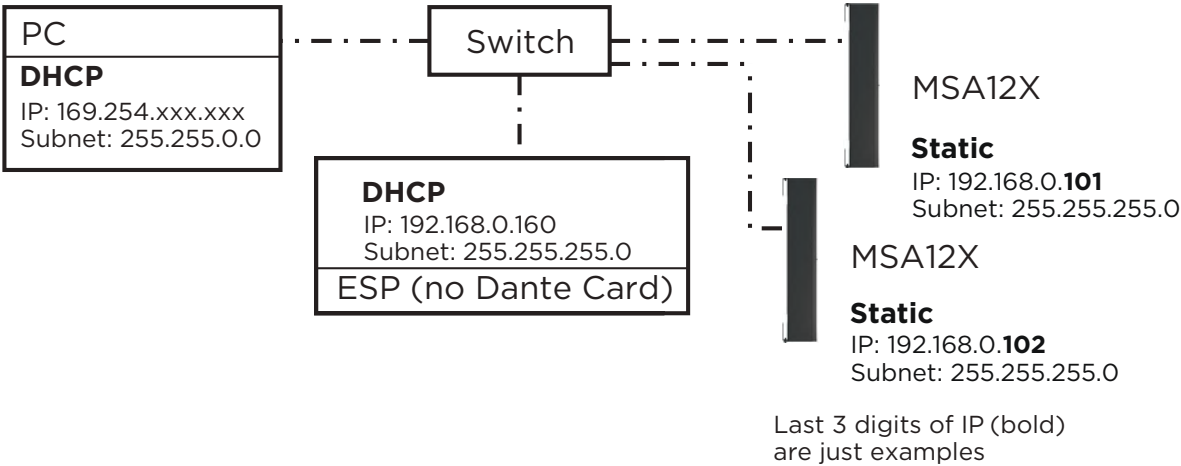 PC
DHCP
IP: 169.254.xxx.xxx
Subnet: 255.255.0.0
Switch
DHCP
IP: 192.168.0.160
Subnet: 255.255.255.0
ESP (no Dante Card)
MSA12X
Static
IP: 192.168.0.101
Subnet: 255.255.255.0
MSA12X
Static
IP: 192.168.0.102
Subnet: 255.255.255.0
Last 3 digits of IP (bold)
are just examples